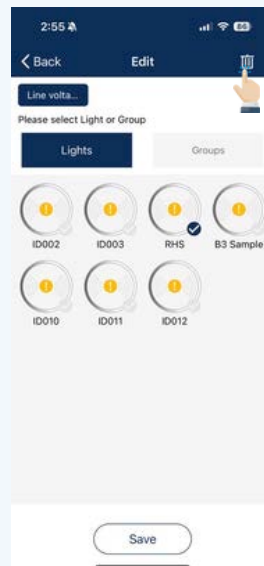 2:55
86
Back Edit
Line volta...
Please select Light or Group
Lights Groups
ID002 ID003 RHS B3 Sample
ID010 ID011 ID012
Save